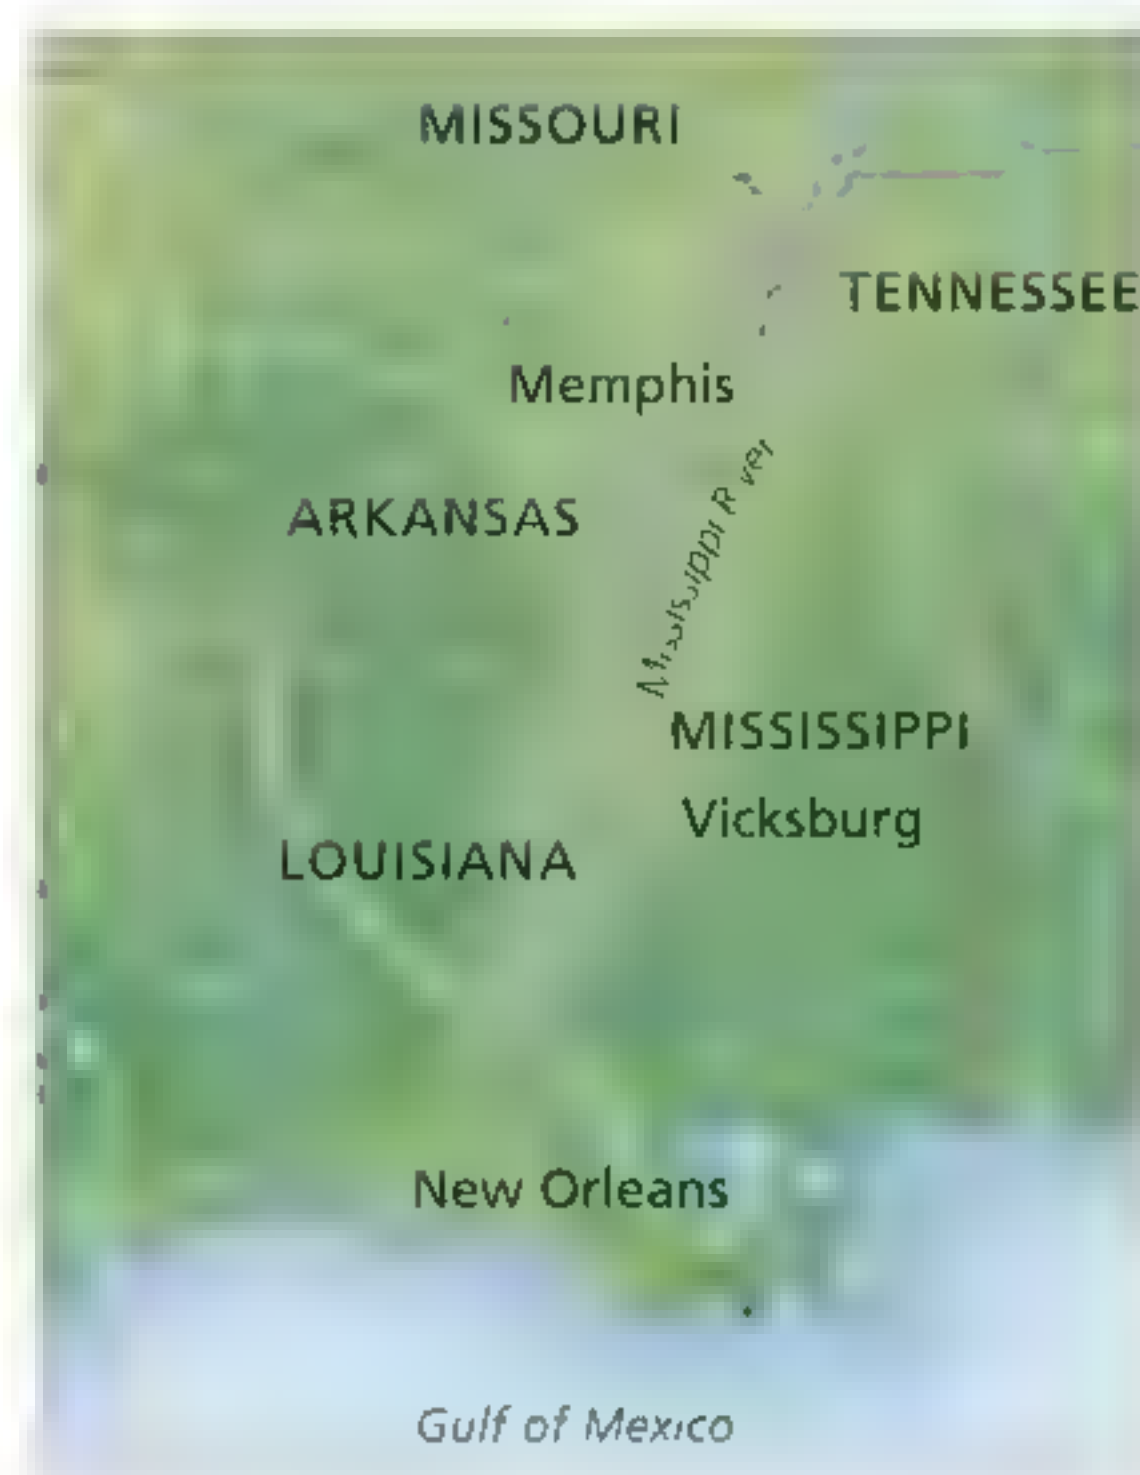 MISSOURI
TENNESSEE
Memphis
Mississippi River
ARKANSAS
MISSISSIPPI
Vicksburg
LOUISIANA
New Orleans
Gulf of Mexico